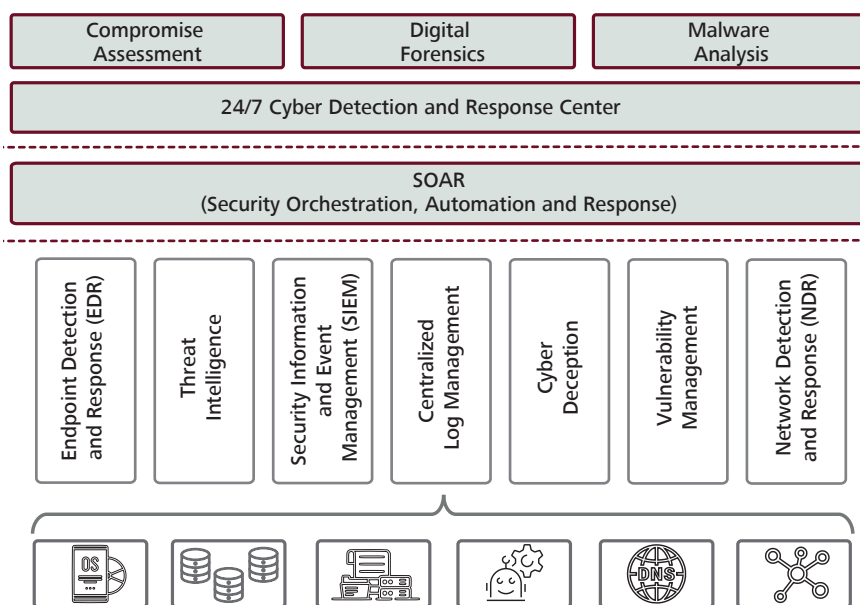 Compromise
Assessment
Digital
Forensics
Malware
Analysis
24/7 Cyber Detection and Response Center
SOAR
(Security Orchestration, Automation and Response)
Endpoint Detection
and Response (EDR)
Threat
Intelligence
Security Information
and Event
Management (SIEM)
Centralized
Log Management
Cyber
Deception
Vulnerability
Management
Network Detection
and Response (NDR)
OS
DNS